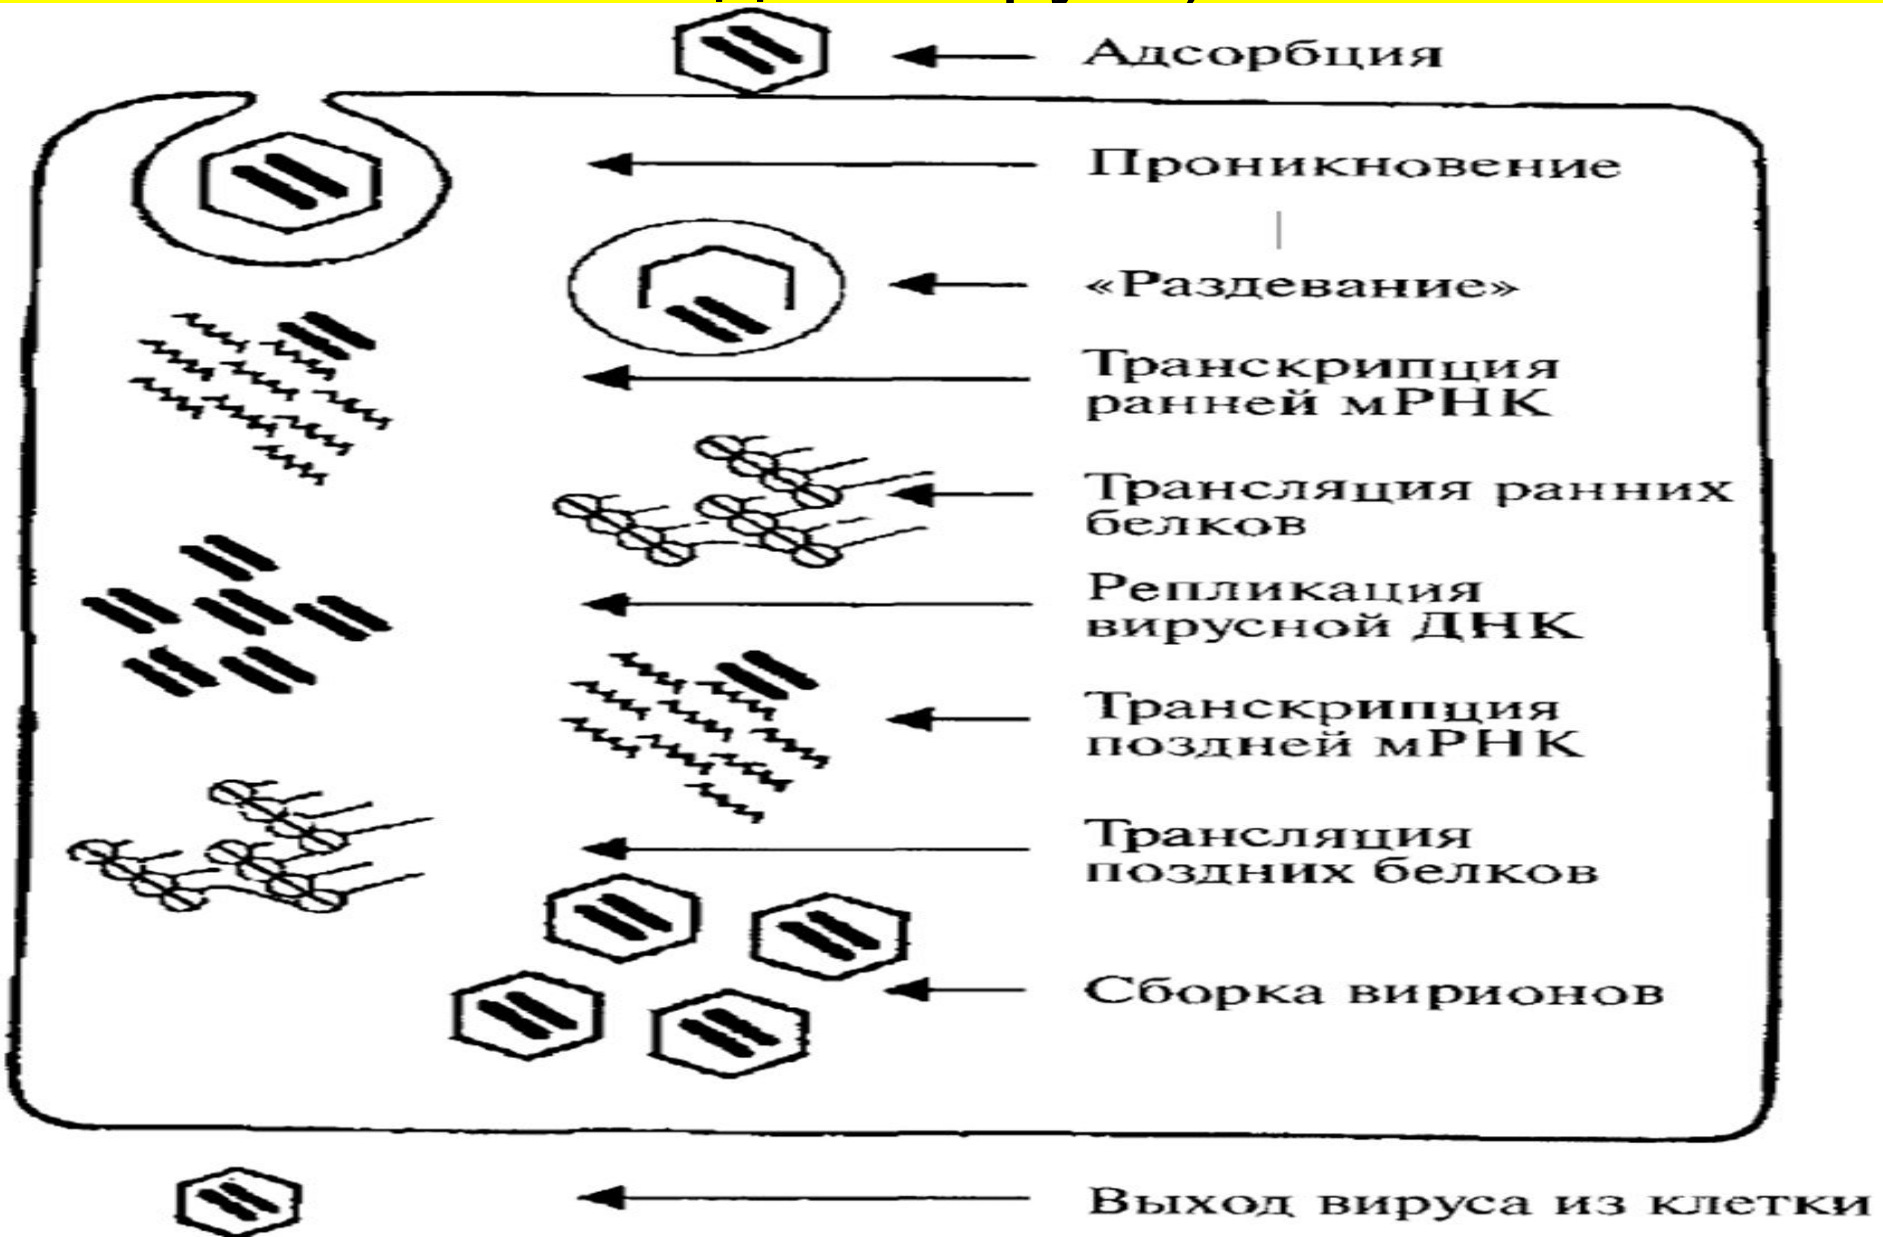 Адсорбция
Проникновение
«Раздевание»
Транскрипция
ранней мРНК
Трансляция ранних
белков
Репликация
вирусной ДНК
Транскрипция
поздней мРНК
Трансляция
поздних белков
Сборка вирионов
Выход вируса из клетки